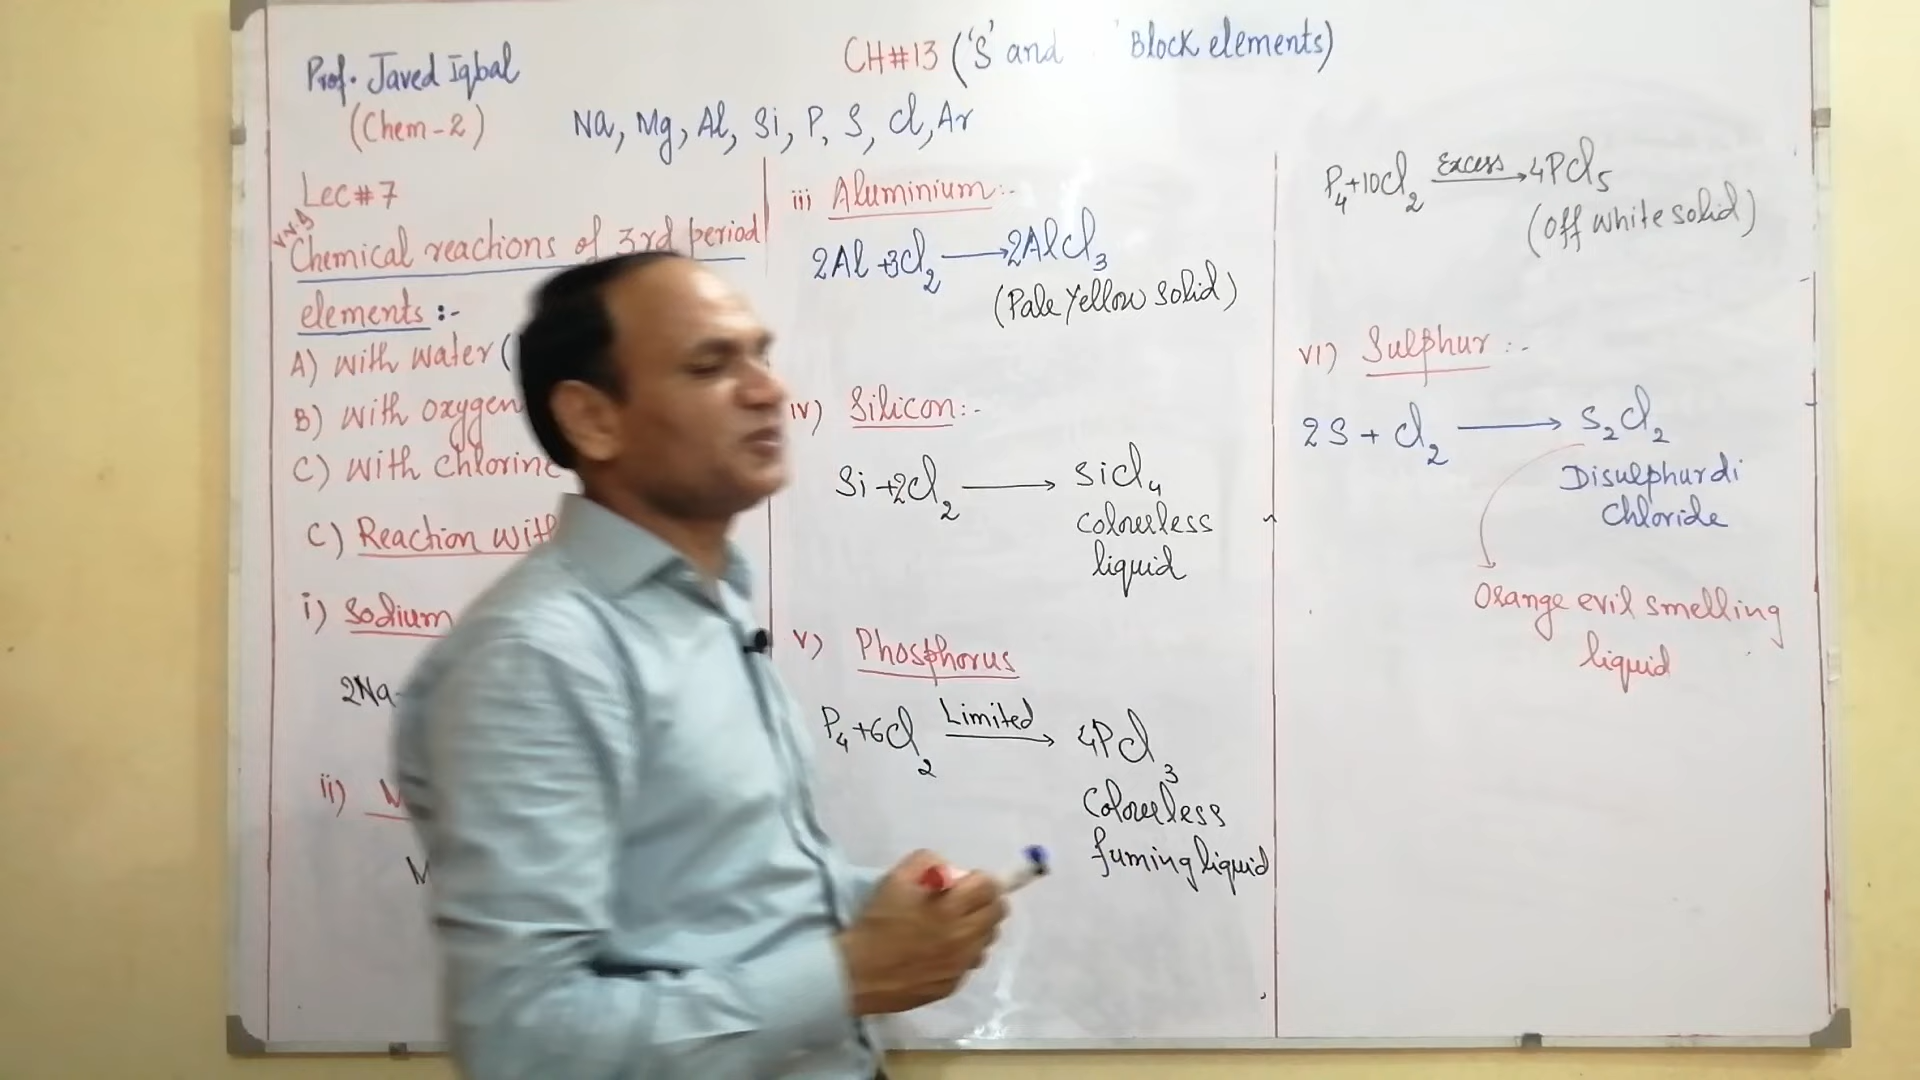 Prof. Javed Iqbal
(Chem-2)
CH#13 ('S' and ' Block elements)
Na, Mg, Al, Si, P, S, Cl, Ar
Lec#7
v.v.g
Chemical reactions of 3rd period
elements :-
A) with water (
B) with oxygen
C) with chlorine
C) Reaction with
i) Sodium
2Na
ii) M
M
iii) Aluminium :-
2Al + 3Cl₂ ⟶ 2AlCl₃
(Pale Yellow Solid)
iv) Silicon :-
Si + 2Cl₂ ⟶ SiCl₄
Colourless
liquid
v) Phosphorus
P₄ + 6Cl₂ Limited ⟶ 4PCl₃
Colourless
fuming liquid
P₄ + 10Cl₂ Excess ⟶ 4PCl₅
(Off white solid)
vi) Sulphur :-
2S + Cl₂ ⟶ S₂Cl₂
Disulphur di
Chloride
Orange evil smelling
liquid